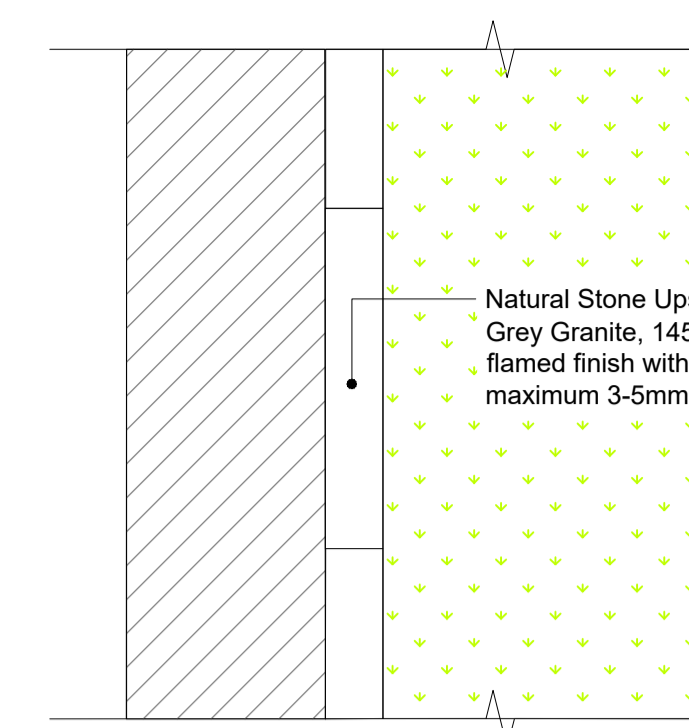 Natural Stone Ups
Grey Granite, 145
flamed finish with
maximum 3-5mm